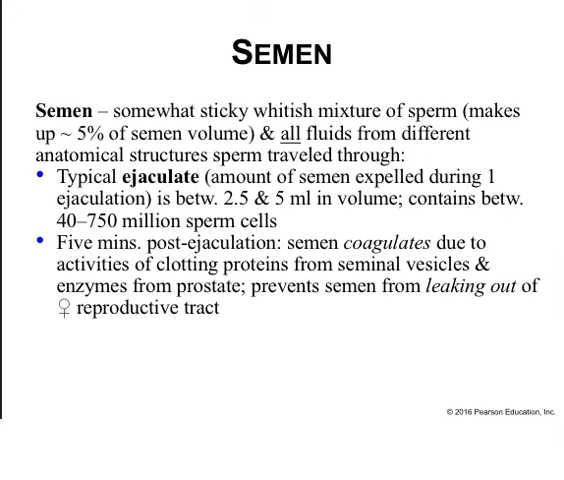 SEMEN
Semen – somewhat sticky whitish mixture of sperm (makes
up ~ 5% of semen volume) & all fluids from different
anatomical structures sperm traveled through:
• Typical ejaculate (amount of semen expelled during 1
ejaculation) is betw. 2.5 & 5 ml in volume; contains betw.
40–750 million sperm cells
• Five mins. post-ejaculation: semen coagulates due to
activities of clotting proteins from seminal vesicles &
enzymes from prostate; prevents semen from leaking out of
♀ reproductive tract
© 2016 Pearson Education, Inc.